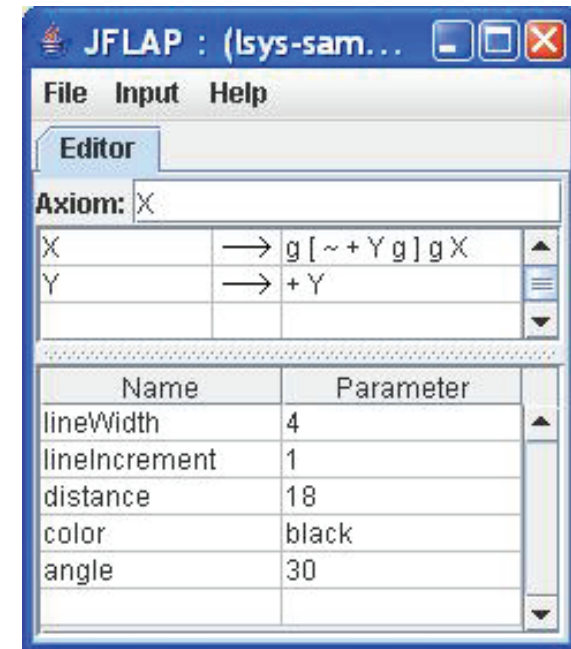 JFLAP : (lsys-sam...
File Input Help
Editor
Axiom: X
X → g [ ~ + Y g ] g X
Y → + Y
Name Parameter
lineWidth 4
lineIncrement 1
distance 18
color black
angle 30